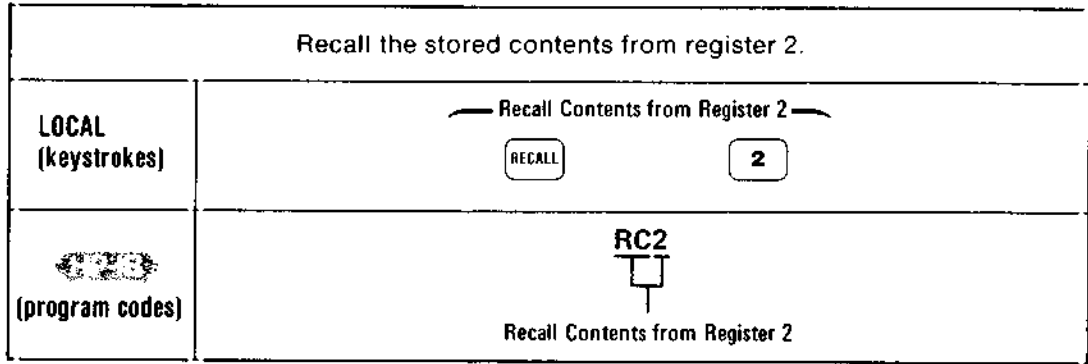 Recall the stored contents from register 2.
LOCAL
(keystrokes)
Recall Contents from Register 2
RECALL
2
(program codes)
RC2
Recall Contents from Register 2